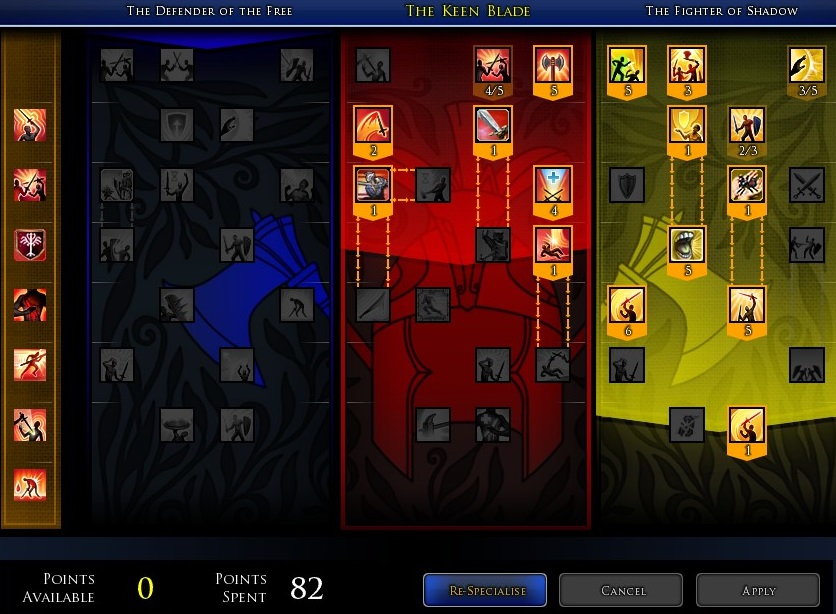 The Defender of the Free
The Keen Blade
The Fighter of Shadow
4/5 5 5 3 3/5
2 1 1 2/3
1 4 1
1 5
6 5
1
Points Available 0
Points Spent 82
Re-Specialise
Cancel
Apply